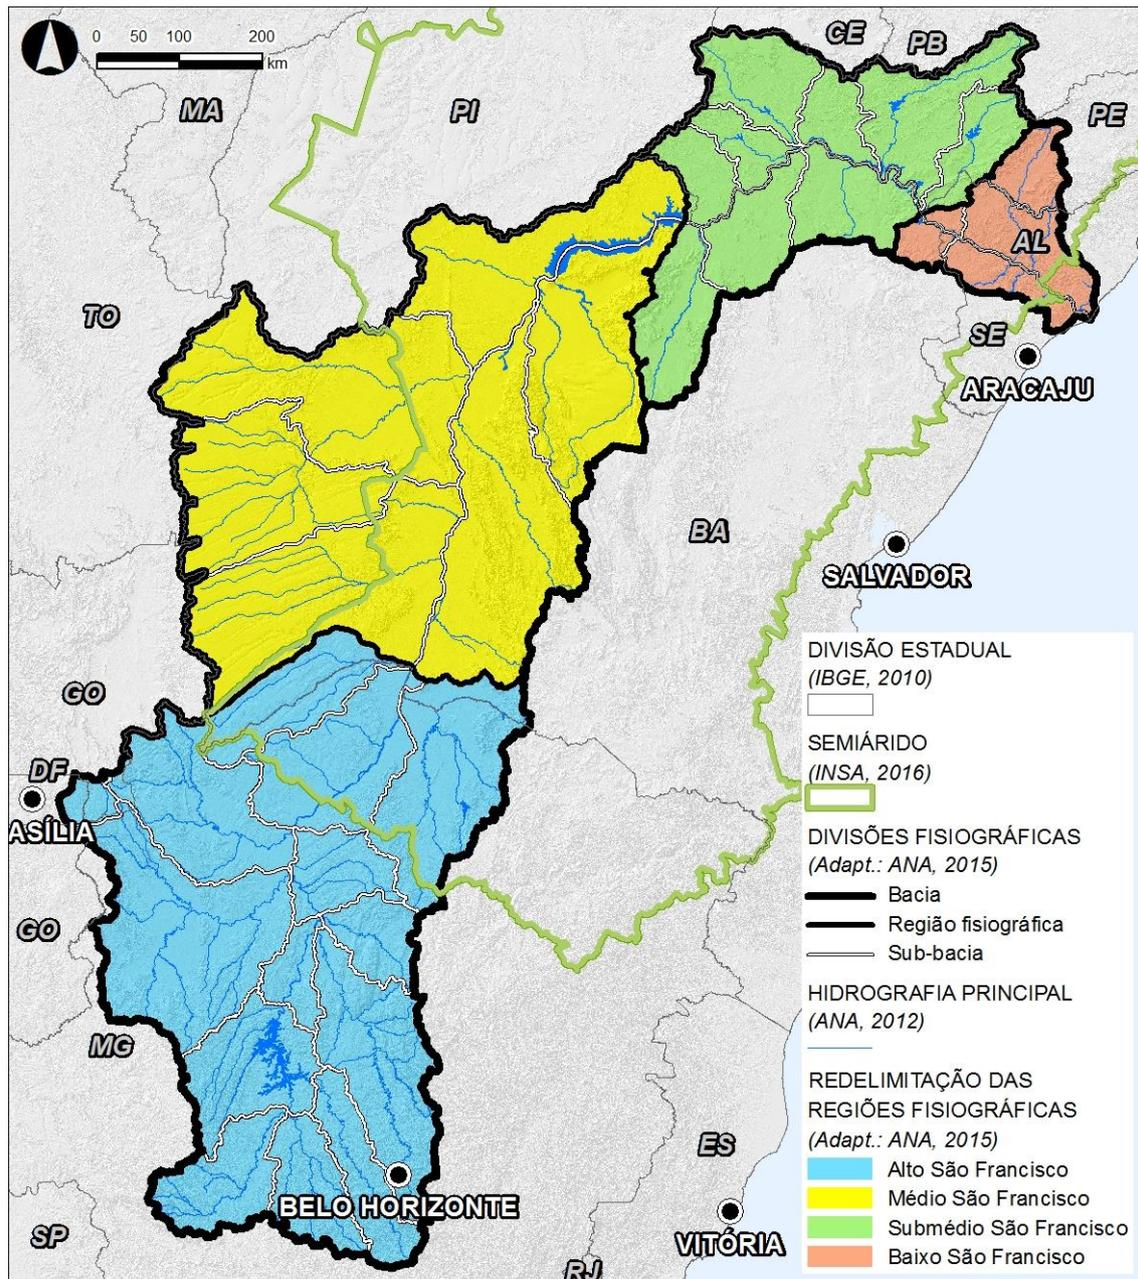 0 50 100 200
km
CE
PB
MA
PI
PE
AL
TO
SE
ARACAJU
BA
SALVADOR
GO
DF
ASÍLIA
GO
MG
ES
BELO HORIZONTE
VITÓRIA
SP
RJ
DIVISÃO ESTADUAL
(IBGE, 2010)
SEMIÁRIDO
(INSA, 2016)
DIVISÕES FISIOGRÁFICAS
(Adapt.: ANA, 2015)
Bacia
Região fisiográfica
Sub-bacia
HIDROGRAFIA PRINCIPAL
(ANA, 2012)
REDELIMITAÇÃO DAS
REGIÕES FISIOGRÁFICAS
(Adapt.: ANA, 2015)
Alto São Francisco
Médio São Francisco
Submédio São Francisco
Baixo São Francisco